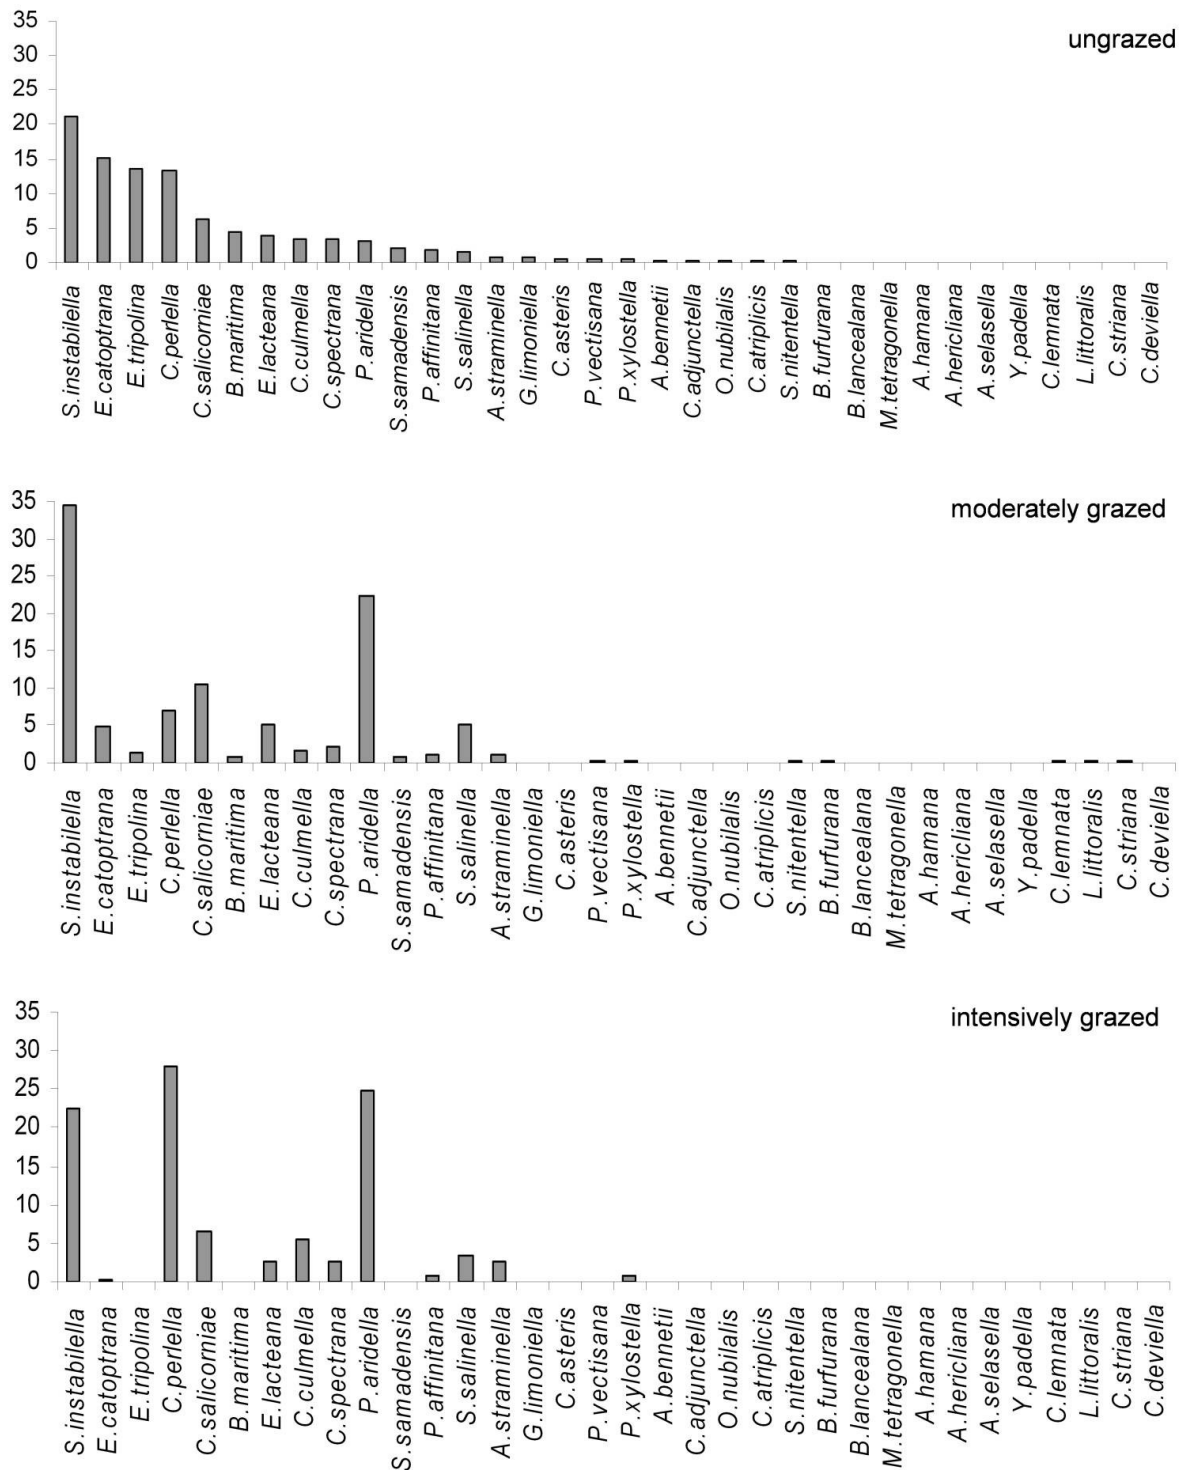 ungrazed
35
30
25
20
15
10
5
0
S.instabilella
E.catoptrana
E.tripolina
C.perlella
C.salicorniae
B.maritima
E.lacteana
C.culmella
C.spectrana
P.aridella
S.samadensis
P.affinitana
S.salinella
A.straminella
G.limoniella
C.asteris
P.vectisana
P.xylostella
A.bennetii
C.adjunctella
O.nubilalis
C.atriplicis
S.nitentella
B.furfurana
B.lancealana
M.tetragonella
A.hamana
A.hericliana
A.selasella
Y.padella
C.lemnata
L.littoralis
C.striana
C.deviella
moderately grazed
35
30
25
20
15
10
5
0
S.instabilella
E.catoptrana
E.tripolina
C.perlella
C.salicorniae
B.maritima
E.lacteana
C.culmella
C.spectrana
P.aridella
S.samadensis
P.affinitana
S.salinella
A.straminella
G.limoniella
C.asteris
P.vectisana
P.xylostella
A.bennetii
C.adjunctella
O.nubilalis
C.atriplicis
S.nitentella
B.furfurana
B.lancealana
M.tetragonella
A.hamana
A.hericliana
A.selasella
Y.padella
C.lemnata
L.littoralis
C.striana
C.deviella
intensively grazed
35
30
25
20
15
10
5
0
S.instabilella
E.catoptrana
E.tripolina
C.perlella
C.salicorniae
B.maritima
E.lacteana
C.culmella
C.spectrana
P.aridella
S.samadensis
P.affinitana
S.salinella
A.straminella
G.limoniella
C.asteris
P.vectisana
P.xylostella
A.bennetii
C.adjunctella
O.nubilalis
C.atriplicis
S.nitentella
B.furfurana
B.lancealana
M.tetragonella
A.hamana
A.hericliana
A.selasella
Y.padella
C.lemnata
L.littoralis
C.striana
C.deviella